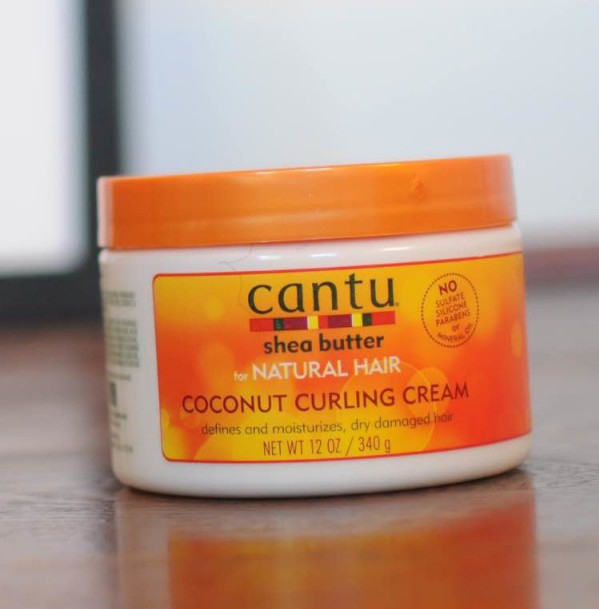 cantu
shea butter
for NATURAL HAIR
COCONUT CURLING CREAM
defines and moisturizes, dry damaged hair
NET WT 12 OZ / 340 g
NO
SULFATE
SILICONE
PARABENS
or
MINERAL OIL